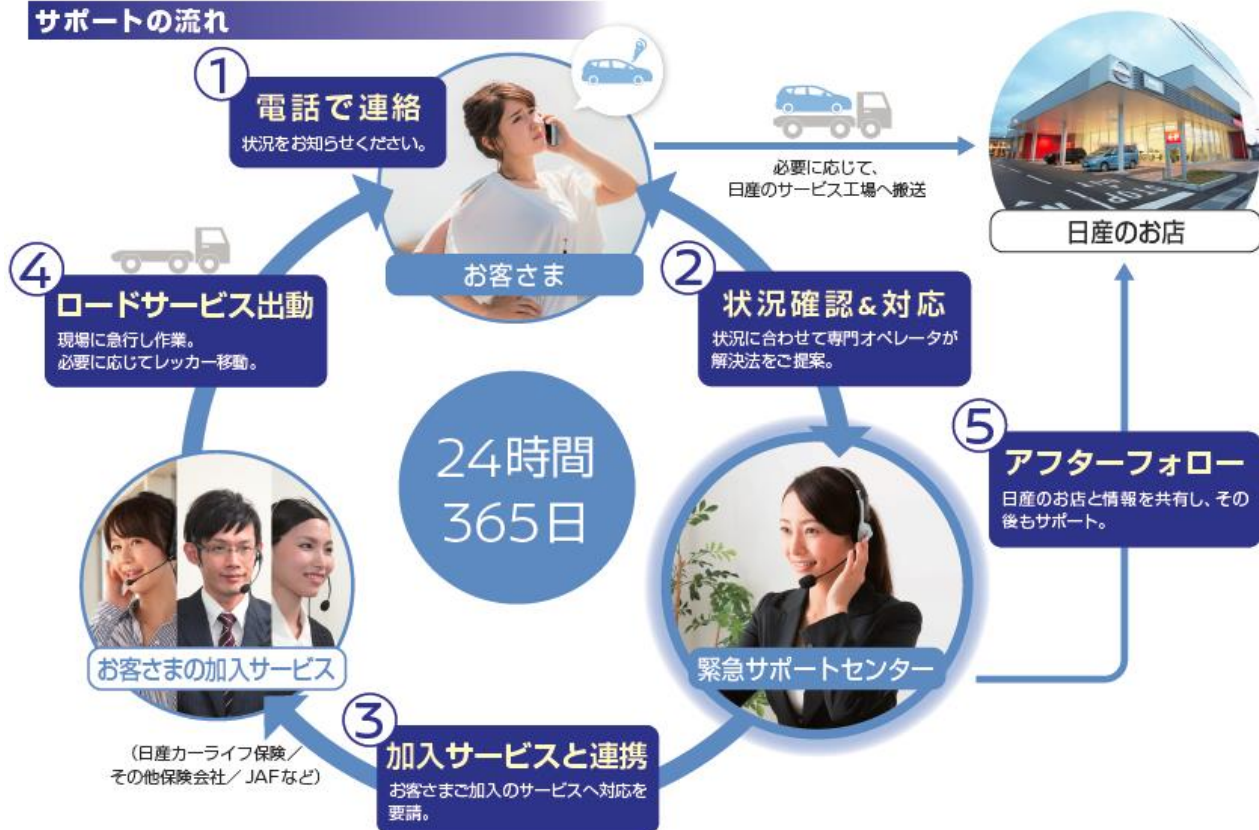 サポートの流れ
①
電話で連絡
状況をお知らせください。
お客さま
必要に応じて、
日産のサービス工場へ搬送
日産のお店
②
状況確認&対応
状況に合わせて専門オペレータが
解決法をご提案。
④
ロードサービス出動
現場に急行し作業。
必要に応じてレッカー移動。
24時間
365日
⑤
アフターフォロー
日産のお店と情報を共有し、その
後もサポート。
お客さまの加入サービス
(日産カーライフ保険/
その他保険会社/JAFなど)
緊急サポートセンター
③
加入サービスと連携
お客さまご加入のサービスへ対応を
要請。